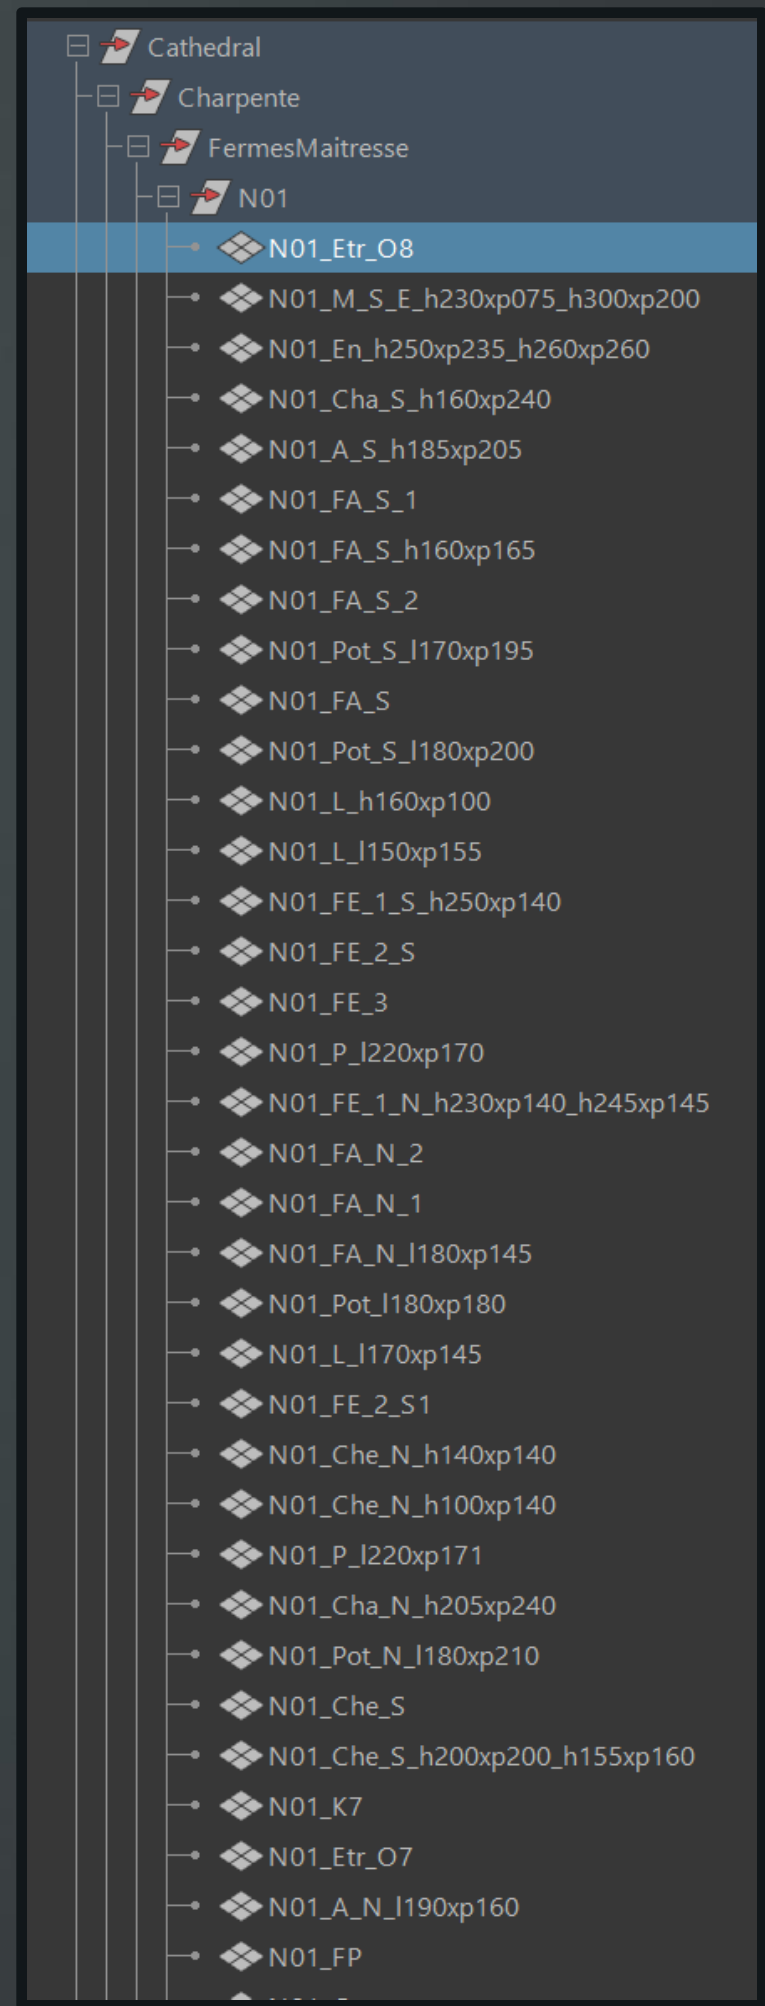 Cathedral
Charpente
FermesMaitresse
N01
N01_Etr_O8
N01_M_S_E_h230xp075_h300xp200
N01_En_h250xp235_h260xp260
N01_Cha_S_h160xp240
N01_A_S_h185xp205
N01_FA_S_1
N01_FA_S_h160xp165
N01_FA_S_2
N01_Pot_S_l170xp195
N01_FA_S
N01_Pot_S_l180xp200
N01_L_h160xp100
N01_L_l150xp155
N01_FE_1_S_h250xp140
N01_FE_2_S
N01_FE_3
N01_P_l220xp170
N01_FE_1_N_h230xp140_h245xp145
N01_FA_N_2
N01_FA_N_1
N01_FA_N_l180xp145
N01_Pot_l180xp180
N01_L_l170xp145
N01_FE_2_S1
N01_Che_N_h140xp140
N01_Che_N_h100xp140
N01_P_l220xp171
N01_Cha_N_h205xp240
N01_Pot_N_l180xp210
N01_Che_S
N01_Che_S_h200xp200_h155xp160
N01_K7
N01_Etr_O7
N01_A_N_l190xp160
N01_FP